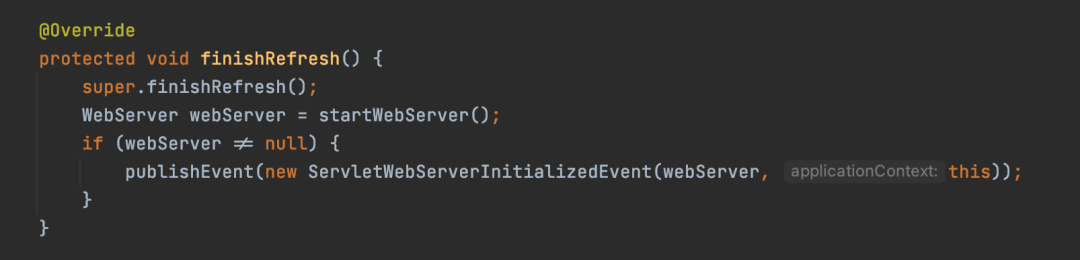 @Override
protected void finishRefresh() {
    super.finishRefresh();
    WebServer webServer = startWebServer();
    if (webServer ≠ null) {
        publishEvent(new ServletWebServerInitializedEvent(webServer, applicationContext: this));
    }
}